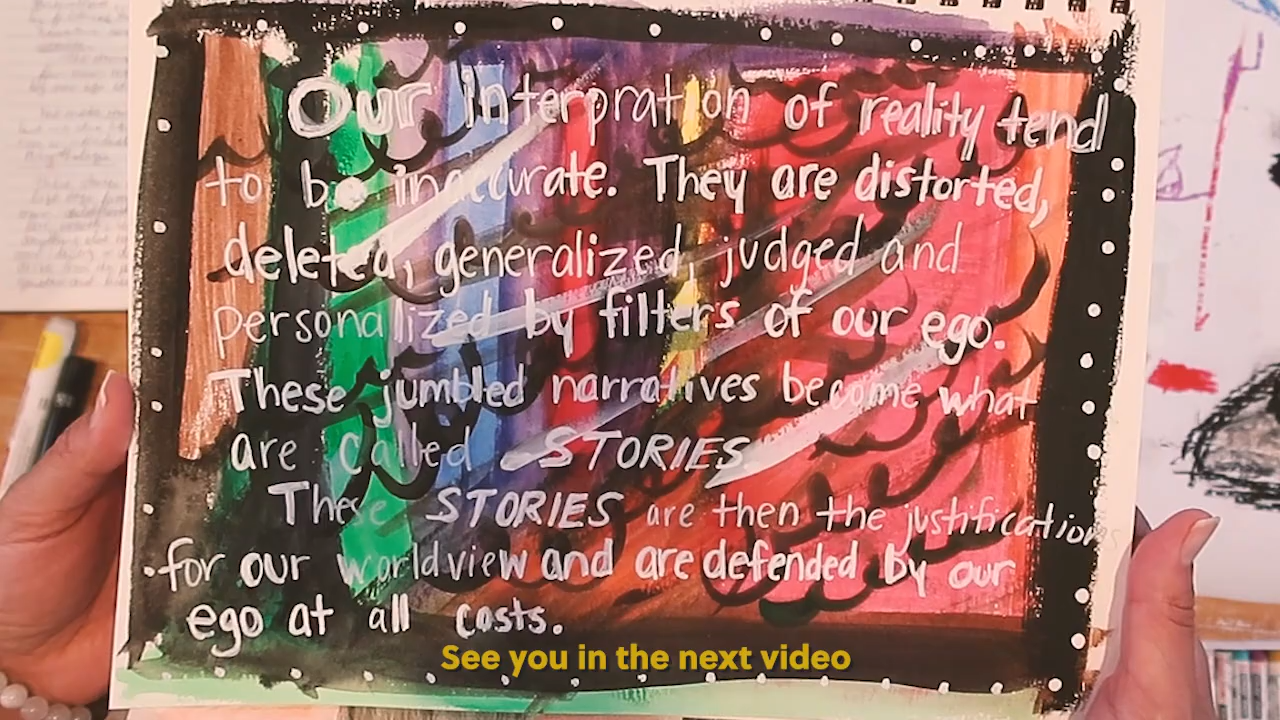 Our interpration of reality tend
to be inaccurate. They are distorted,
deleted, generalized, judged and
personalized by filters of our ego.
These jumbled narratives become what
are called STORIES.
These STORIES are then the justifications
for our worldview and are defended by our
ego at all costs.
See you in the next video